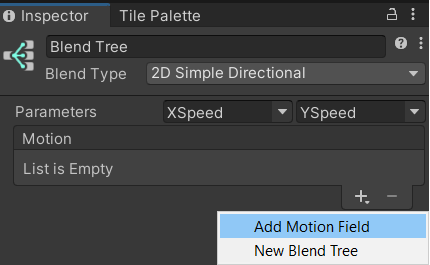 Inspector
Tile Palette
Blend Tree
Blend Type 2D Simple Directional
Parameters XSpeed YSpeed
Motion
List is Empty
Add Motion Field
New Blend Tree